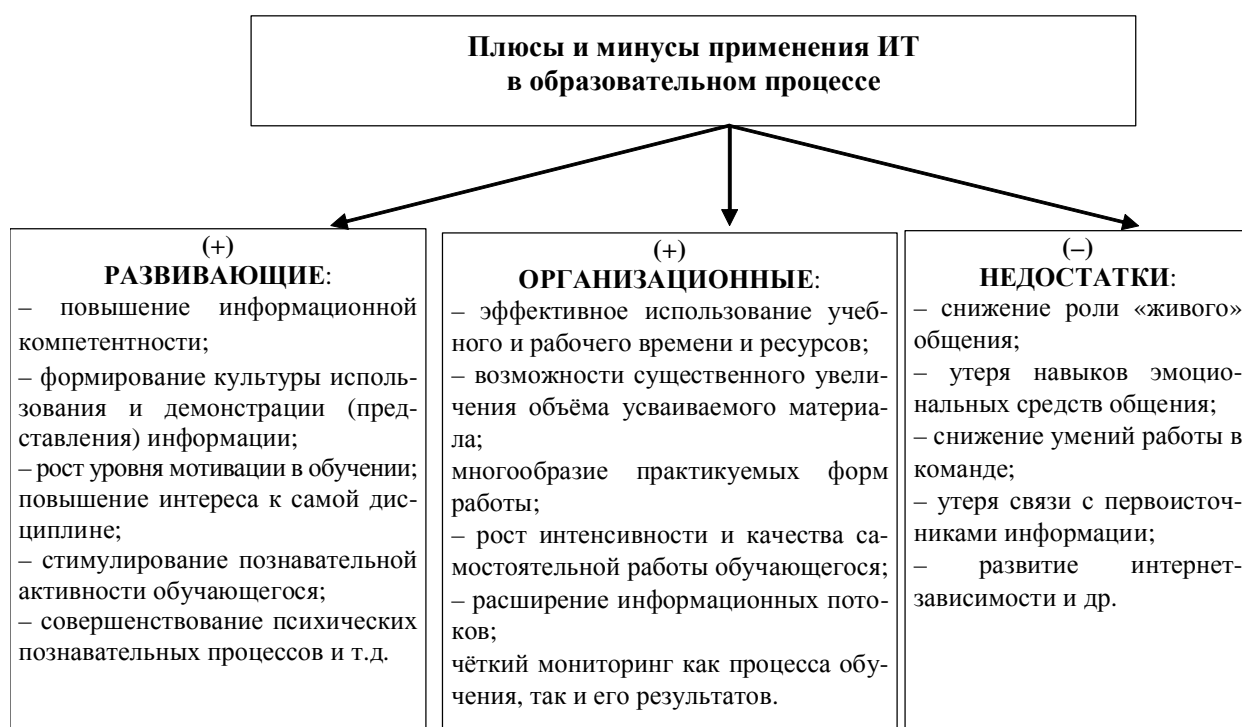 Плюсы и минусы применения ИТ
в образовательном процессе
(+)
РАЗВИВАЮЩИЕ:
– повышение информационной
компетентности;
– формирование культуры исполь-
зования и демонстрации (пред-
ставления) информации;
– рост уровня мотивации в обучении;
повышение интереса к самой дис-
циплине;
– стимулирование познавательной
активности обучающегося;
– совершенствование психических
познавательных процессов и т.д.
(+)
ОРГАНИЗАЦИОННЫЕ:
– эффективное использование учеб-
ного и рабочего времени и ресурсов;
– возможности существенного увели-
чения объёма усваиваемого материа-
ла;
многообразие практикуемых форм
работы;
– рост интенсивности и качества са-
мостоятельной работы обучающегося;
– расширение информационных пото-
ков;
чёткий мониторинг как процесса обу-
чения, так и его результатов.
(–)
НЕДОСТАТКИ:
– снижение роли «живого»
общения;
– утеря навыков эмоцио-
нальных средств общения;
– снижение умений работы в
команде;
– утеря связи с первоисточ-
никами информации;
– развитие интернет-
зависимости и др.